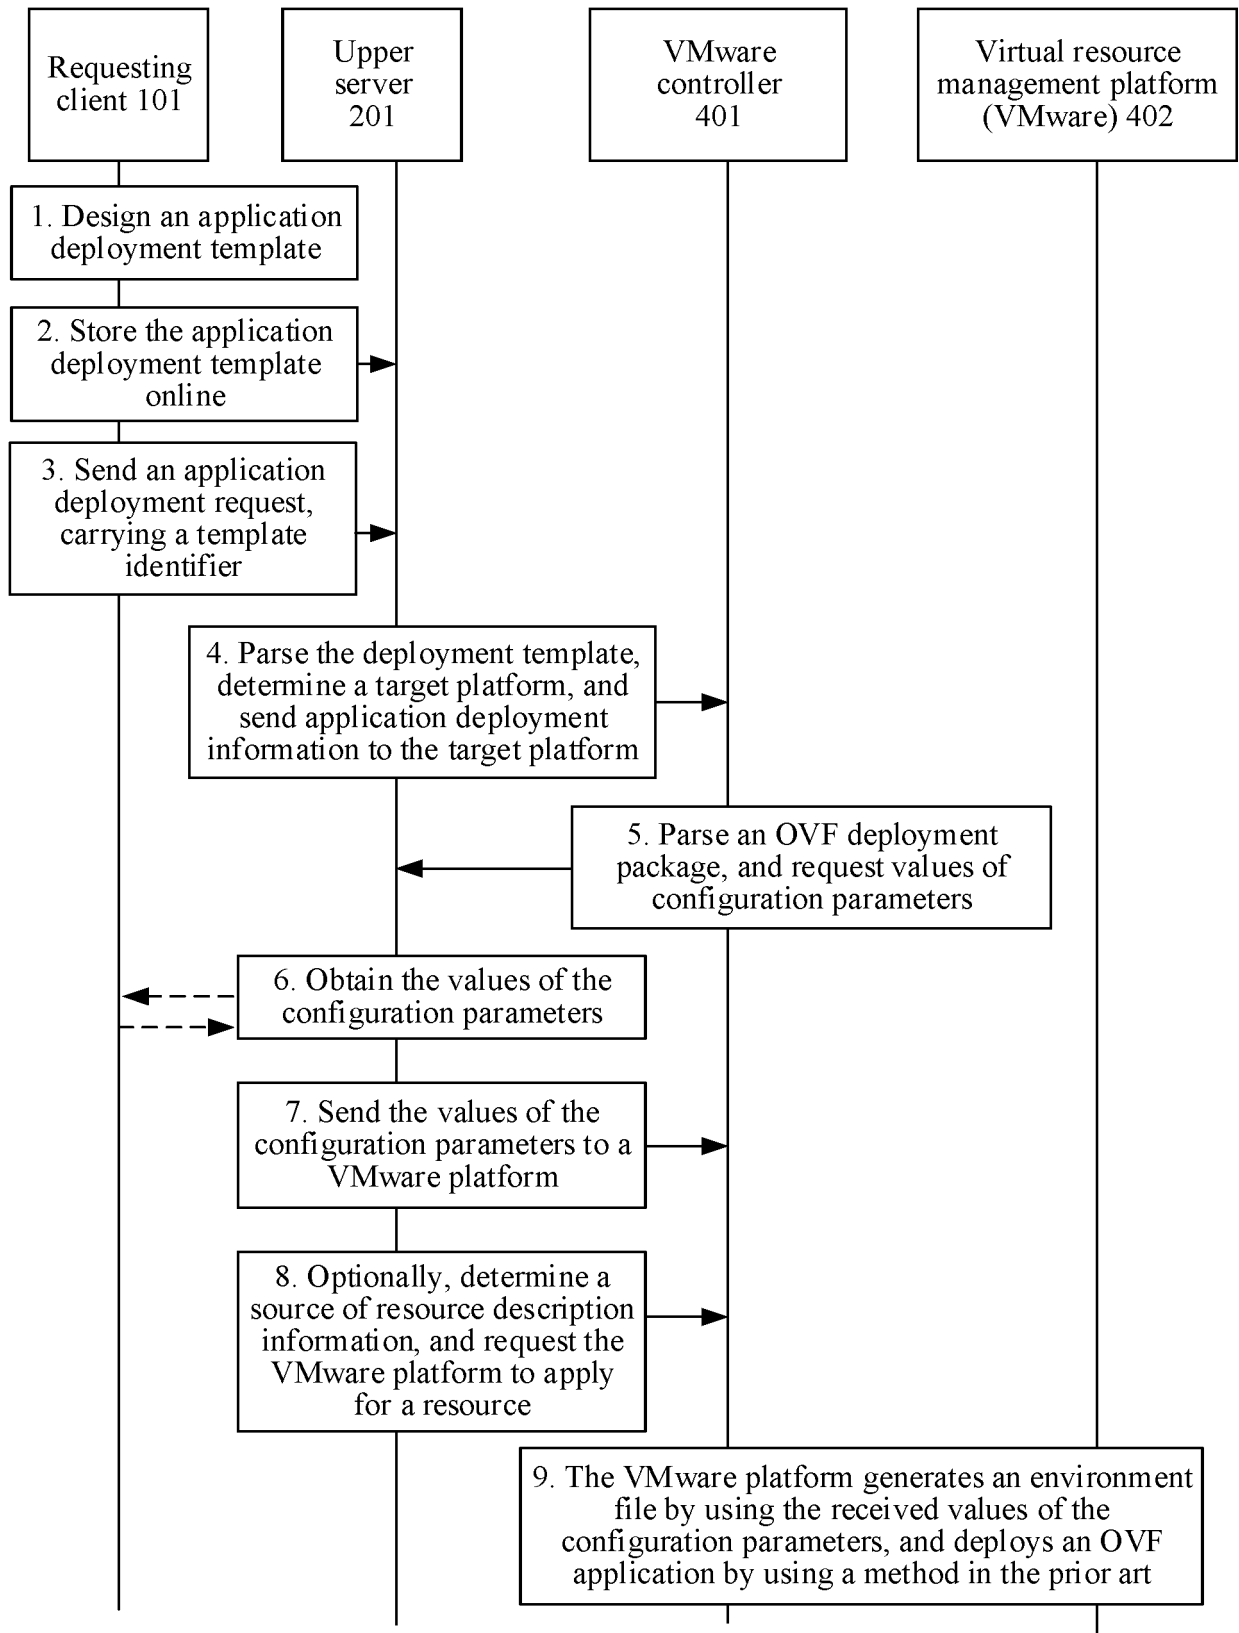 Requesting
client 101
Upper
server
201
VMware
controller
401
Virtual resource
management platform
(VMware) 402
1. Design an application
deployment template
2. Store the application
deployment template
online
3. Send an application
deployment request,
carrying a template
identifier
4. Parse the deployment template,
determine a target platform, and
send application deployment
information to the target platform
5. Parse an OVF deployment
package, and request values of
configuration parameters
6. Obtain the values of the
configuration parameters
7. Send the values of the
configuration parameters to a
VMware platform
8. Optionally, determine a
source of resource description
information, and request the
VMware platform to apply
for a resource
9. The VMware platform generates an environment
file by using the received values of the
configuration parameters, and deploys an OVF
application by using a method in the prior art